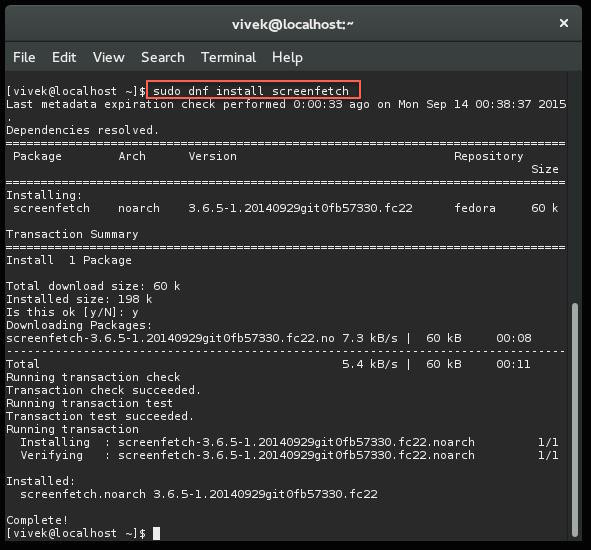 vivek@localhost:~ ×
File Edit View Search Terminal Help
[vivek@localhost ~]$ sudo dnf install screenfetch
Last metadata expiration check performed 0:00:33 ago on Mon Sep 14 00:38:37 2015
.
Dependencies resolved.
================================================================================
 Package        Arch      Version                               Repository
                                                                           Size
================================================================================
Installing:
 screenfetch    noarch    3.6.5-1.20140929git0fb57330.fc22      fedora     60 k

Transaction Summary
================================================================================
Install  1 Package

Total download size: 60 k
Installed size: 198 k
Is this ok [y/N]: y
Downloading Packages:
screenfetch-3.6.5-1.20140929git0fb57330.fc22.no 7.3 kB/s |  60 kB     00:08
--------------------------------------------------------------------------------
Total                                           5.4 kB/s |  60 kB     00:11
Running transaction check
Transaction check succeeded.
Running transaction test
Transaction test succeeded.
Running transaction
  Installing  : screenfetch-3.6.5-1.20140929git0fb57330.fc22.noarch         1/1
  Verifying   : screenfetch-3.6.5-1.20140929git0fb57330.fc22.noarch         1/1

Installed:
  screenfetch.noarch 3.6.5-1.20140929git0fb57330.fc22

Complete!
[vivek@localhost ~]$